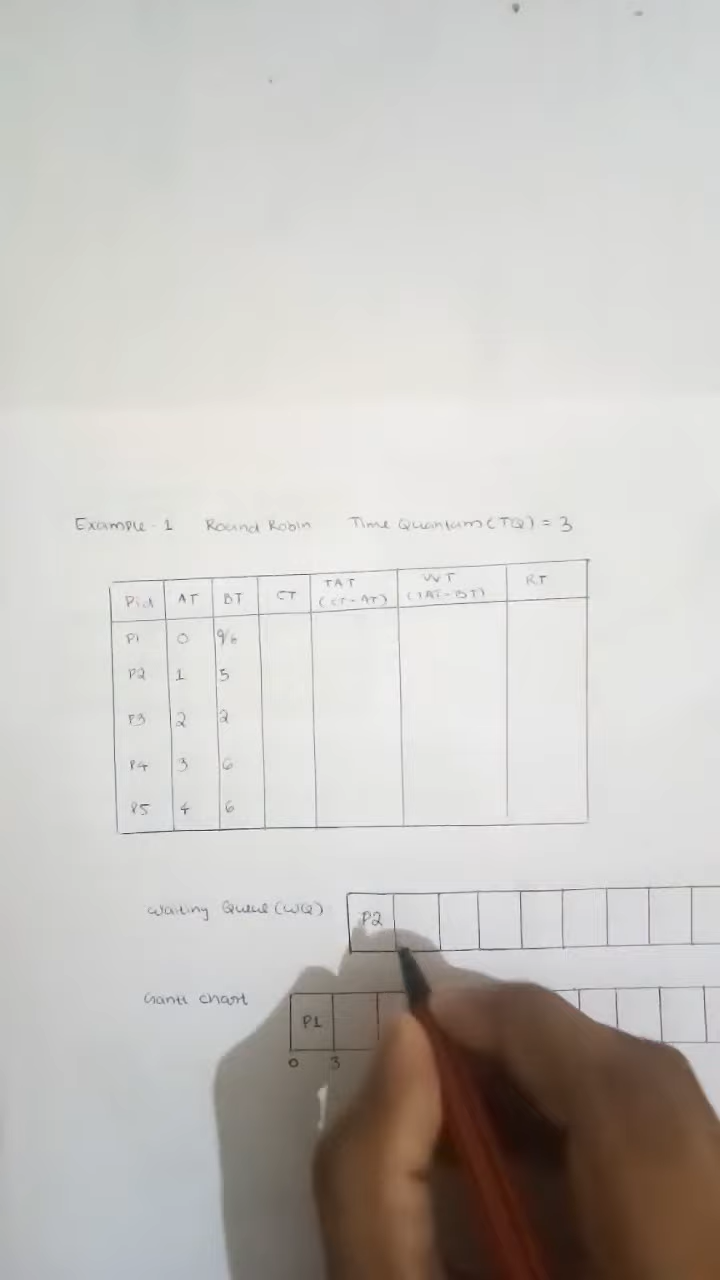 Example - 1 Round Robin Time Quantum (TQ) = 3
Pid AT BT CT TAT (CT-AT) WT (TAT-BT) RT
P1 0 9 6
P2 1 5
P3 2 2
P4 3 6
P5 4 6
Waiting Queue (WQ) P2
Gantt chart P1
0 3